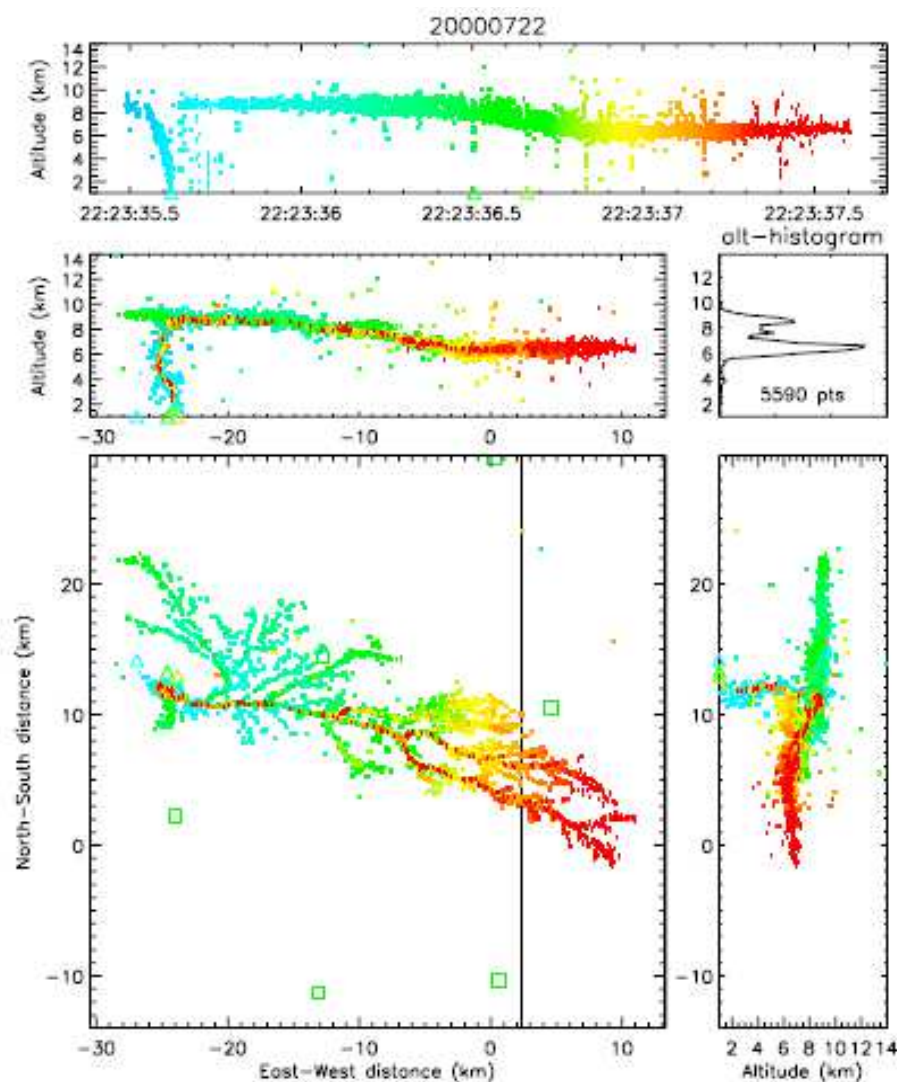 20000722
Altitude (km)
14
12
10
8
6
4
2
22:23:35.5 22:23:36 22:23:36.5 22:23:37 22:23:37.5
alt-histogram
Altitude (km)
14
12
10
8
6
4
2
-30 -20 -10 0 10
12
10
8
6
4
2
5590 pts
North-South distance (km)
20
10
0
-10
-30 -20 -10 0 10
East-West distance (km)
20
10
0
-10
2 4 6 8 10 12 14
Altitude (km)